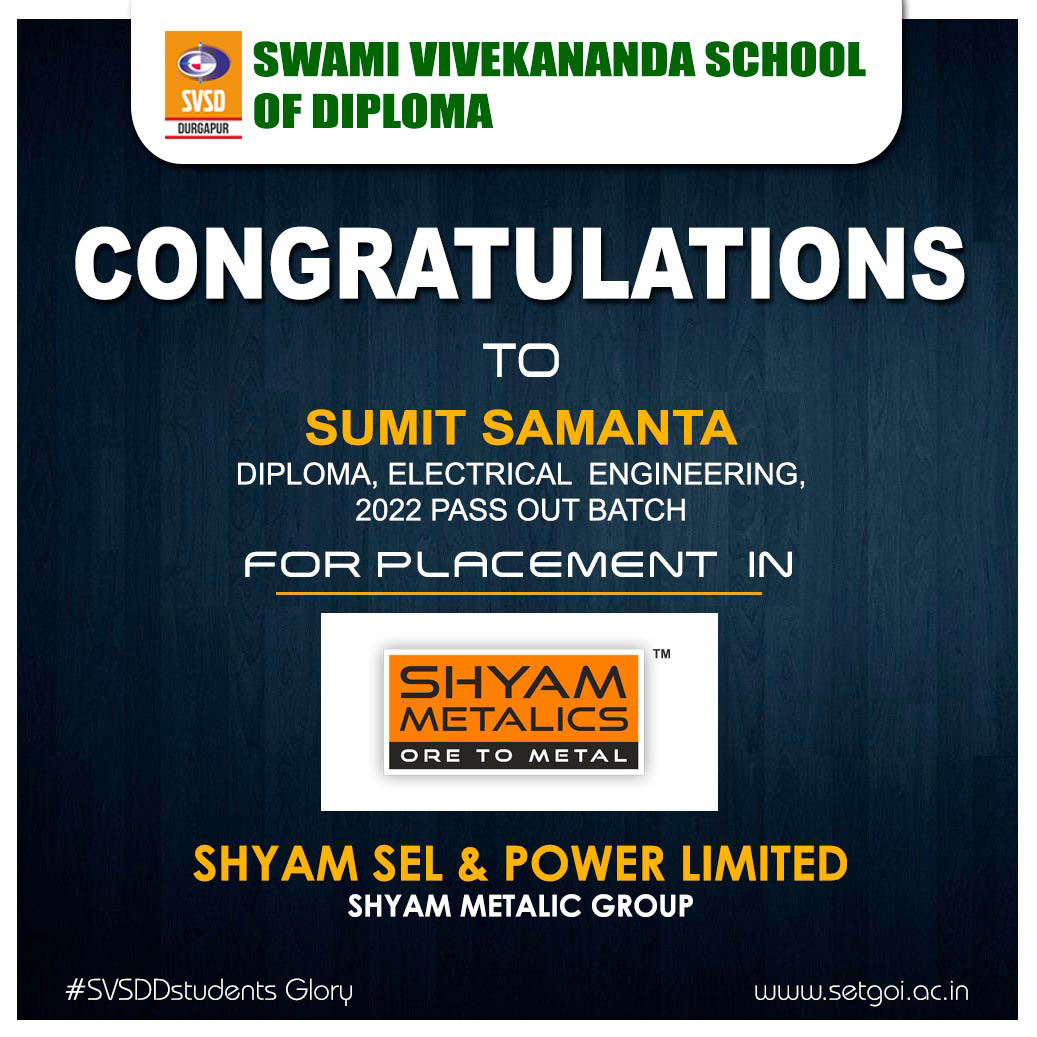 SVSD
DURGAPUR
SWAMI VIVEKANANDA SCHOOL
OF DIPLOMA
CONGRATULATIONS
TO
SUMIT SAMANTA
DIPLOMA, ELECTRICAL ENGINEERING,
2022 PASS OUT BATCH
FOR PLACEMENT IN
SHYAM TM
METALICS
ORE TO METAL
SHYAM SEL & POWER LIMITED
SHYAM METALIC GROUP
#SVSDDstudents Glory
www.setgoi.ac.in